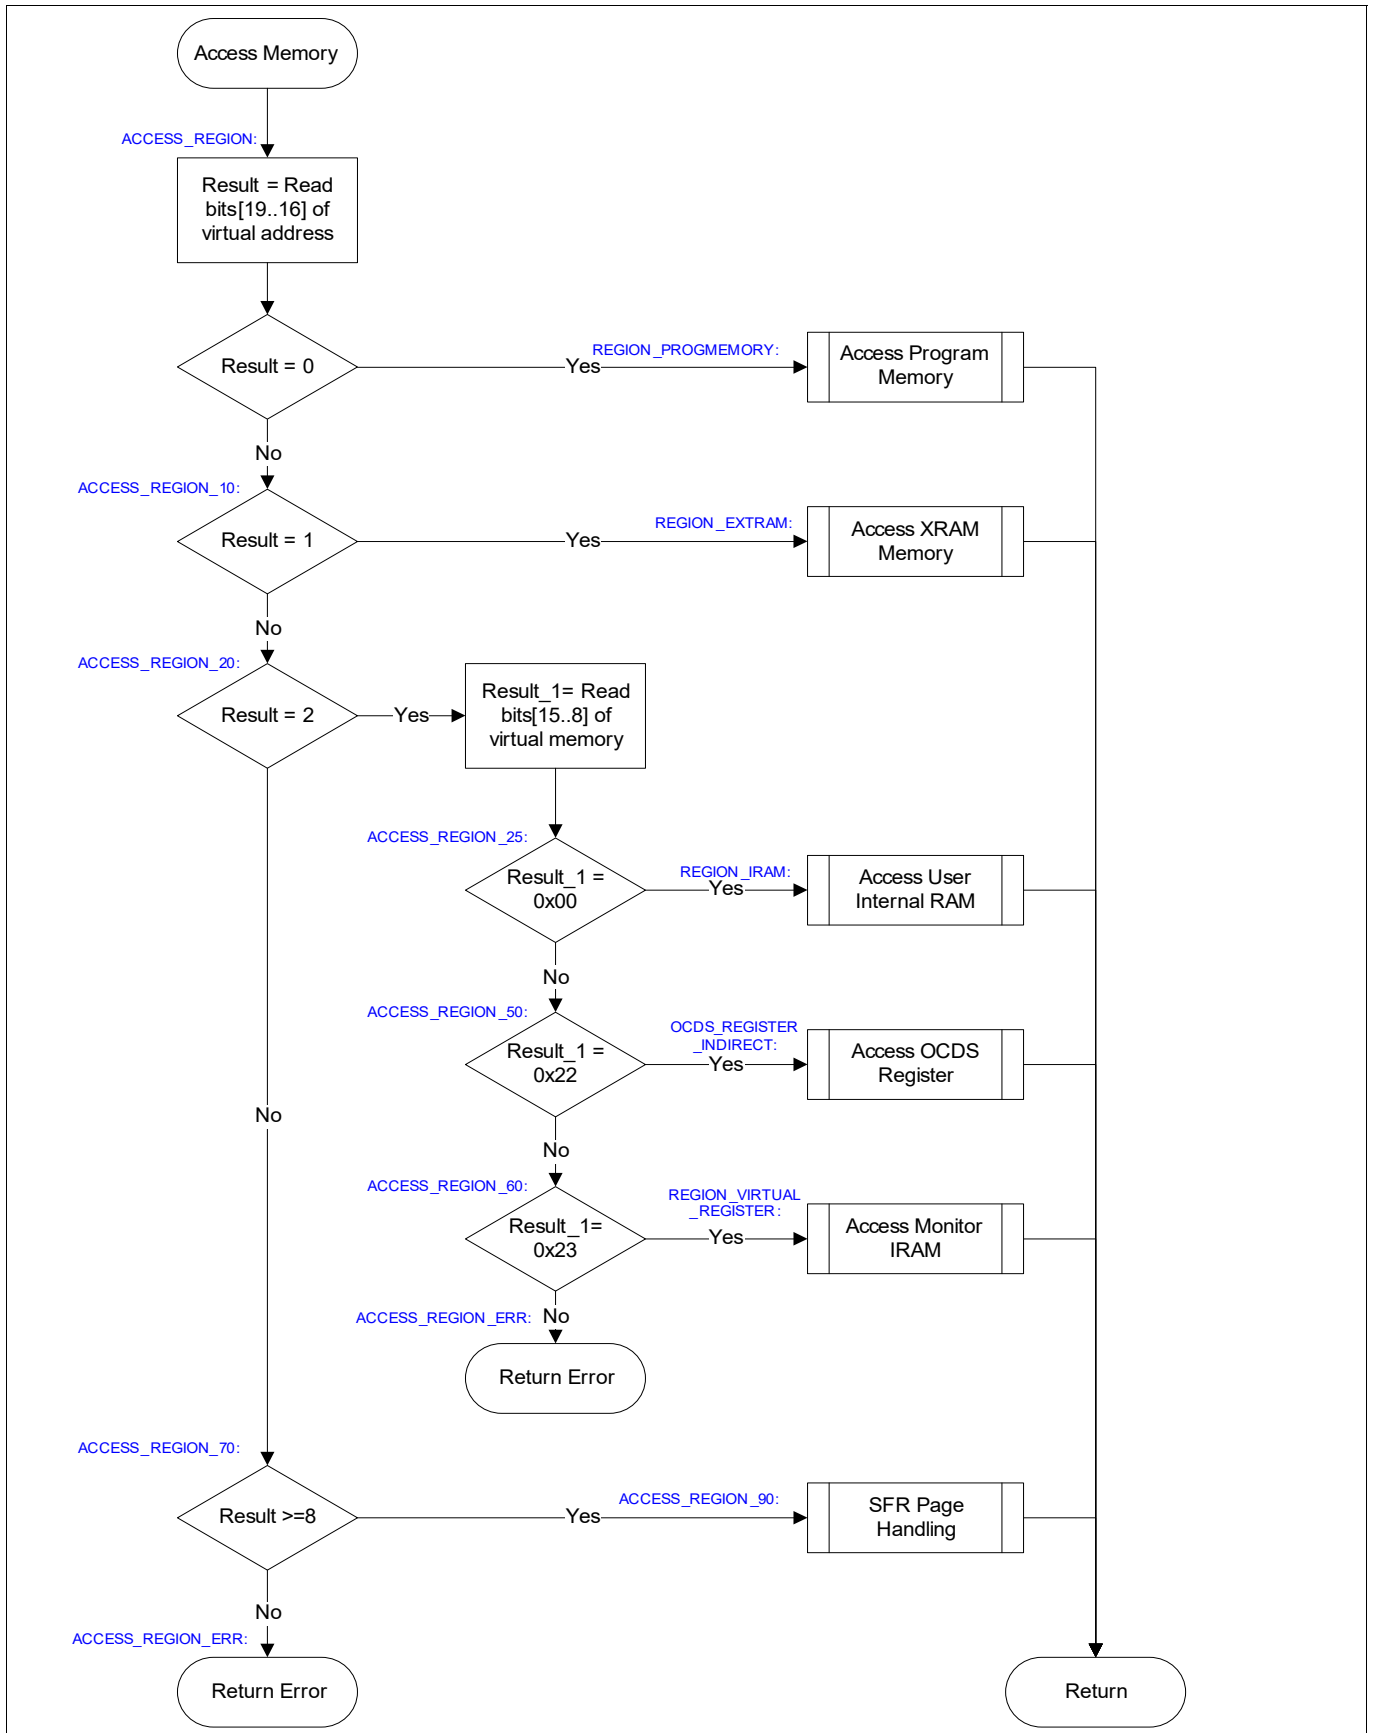 Access Memory
ACCESS_REGION:
Result = Read
bits[19..16] of
virtual address
Result = 0
Yes
REGION_PROGMEMORY:
Access Program
Memory
No
ACCESS_REGION_10:
Result = 1
Yes
REGION_EXTRAM:
Access XRAM
Memory
No
ACCESS_REGION_20:
Result = 2
Yes
Result_1= Read
bits[15..8] of
virtual memory
ACCESS_REGION_25:
Result_1 =
0x00
REGION_IRAM:
Yes
Access User
Internal RAM
No
ACCESS_REGION_50:
Result_1 =
0x22
OCDS_REGISTER
_INDIRECT:
Yes
Access OCDS
Register
No
No
ACCESS_REGION_60:
Result_1=
0x23
REGION_VIRTUAL
_REGISTER:
Yes
Access Monitor
IRAM
ACCESS_REGION_ERR:
No
Return Error
ACCESS_REGION_70:
Result >=8
Yes
ACCESS_REGION_90:
SFR Page
Handling
No
ACCESS_REGION_ERR:
Return Error
Return